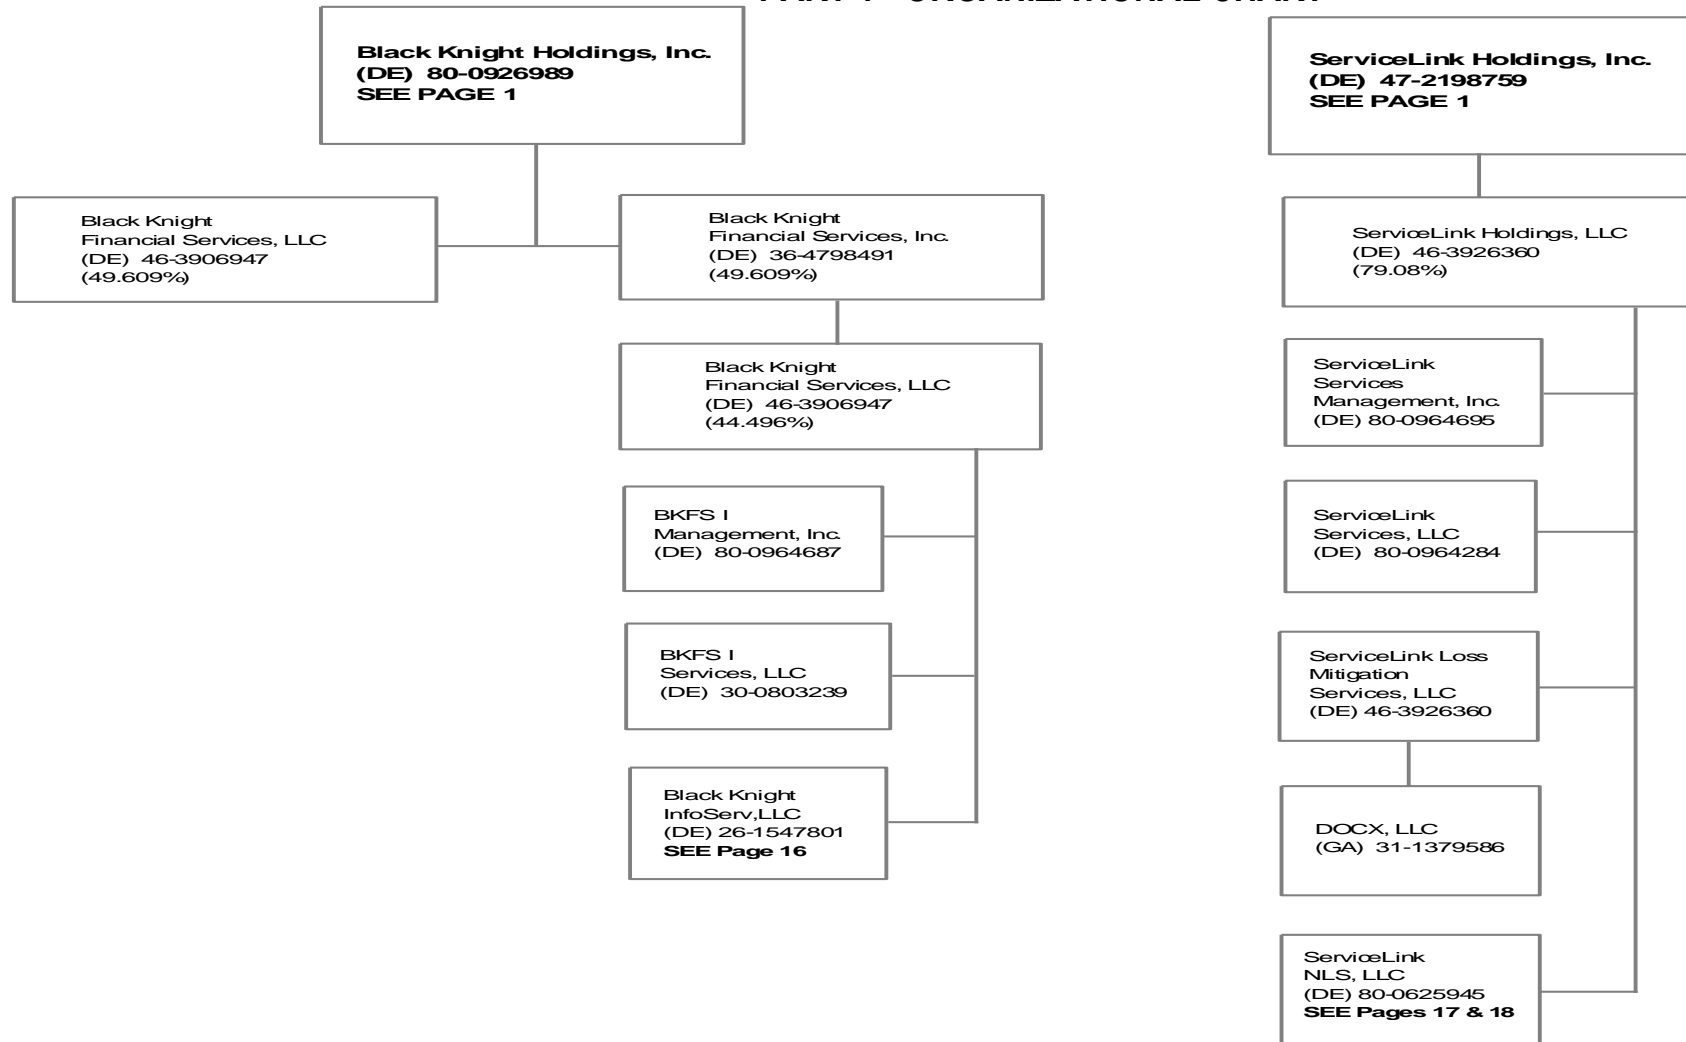 Black Knight Holdings, Inc.
(DE) 80-0926989
SEE PAGE 1
Black Knight
Financial Services, LLC
(DE) 46-3906947
(49.609%)
Black Knight
Financial Services, Inc.
(DE) 36-4798491
(49.609%)
Black Knight
Financial Services, LLC
(DE) 46-3906947
(44.496%)
BKFS I
Management, Inc.
(DE) 80-0964687
BKFS I
Services, LLC
(DE) 30-0803239
Black Knight
InfoServ,LLC
(DE) 26-1547801
SEE Page 16
ServiceLink Holdings, Inc.
(DE) 47-2198759
SEE PAGE 1
ServiceLink Holdings, LLC
(DE) 46-3926360
(79.08%)
ServiceLink
Services
Management, Inc.
(DE) 80-0964695
ServiceLink
Services, LLC
(DE) 80-0964284
ServiceLink Loss
Mitigation
Services, LLC
(DE) 46-3926360
DOCX, LLC
(GA) 31-1379586
ServiceLink
NLS, LLC
(DE) 80-0625945
SEE Pages 17 & 18